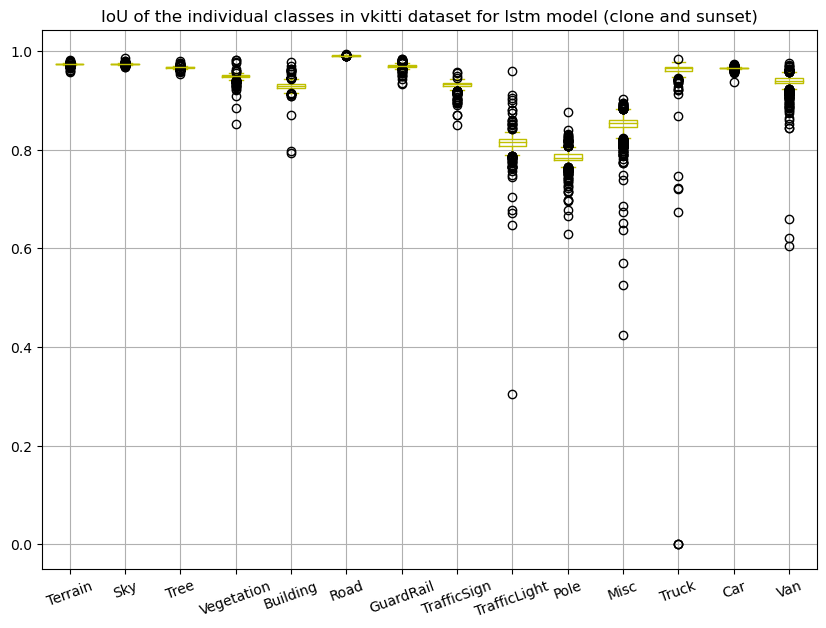 IoU of the individual classes in vkitti dataset for lstm model (clone and sunset)
1.0
0.8
0.6
0.4
0.2
0.0
Terrain
Sky
Tree
Vegetation
Building
Road
GuardRail
TrafficSign
TrafficLight
Pole
Misc
Truck
Car
Van